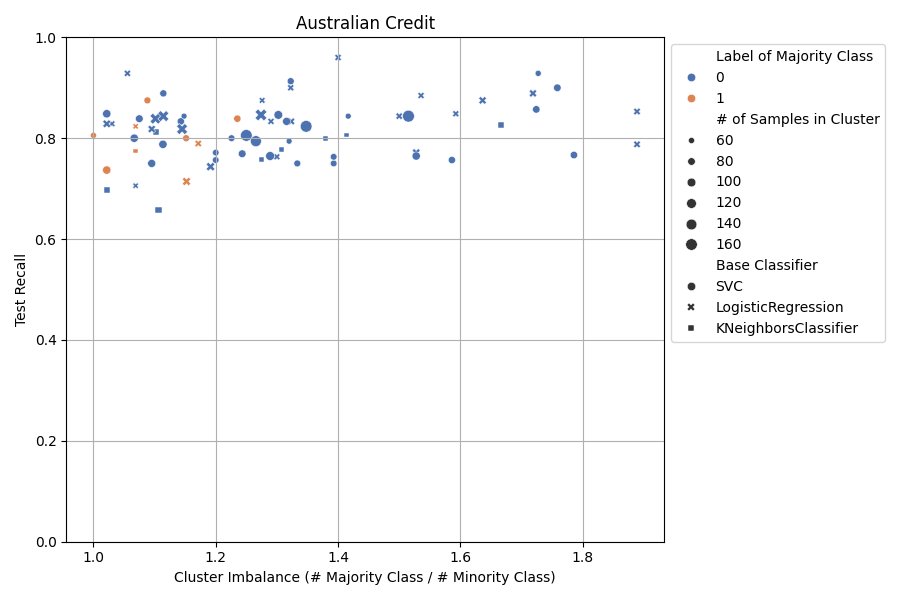 Australian Credit
Test Recall
1.0
0.8
0.6
0.4
0.2
0.0
1.0 1.2 1.4 1.6 1.8
Cluster Imbalance (# Majority Class / # Minority Class)
Label of Majority Class
0
1
# of Samples in Cluster
60
80
100
120
140
160
Base Classifier
SVC
LogisticRegression
KNeighborsClassifier